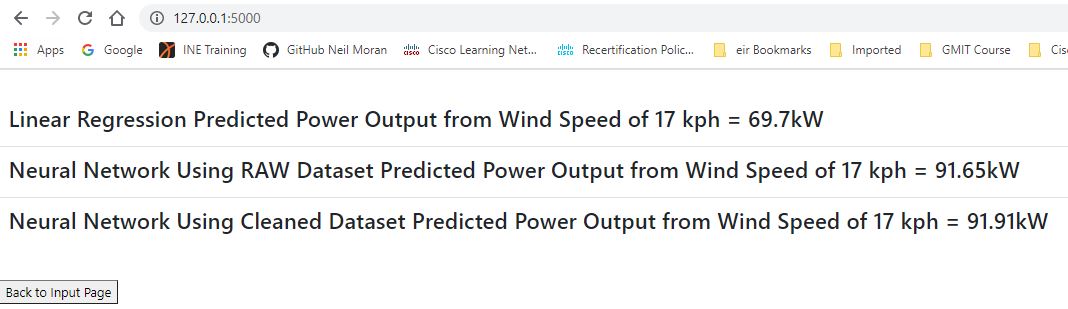 127.0.0.1:5000
Apps Google INE Training GitHub Neil Moran Cisco Learning Net... Recertification Polic... eir Bookmarks Imported GMIT Course Cisc
Linear Regression Predicted Power Output from Wind Speed of 17 kph = 69.7kW
Neural Network Using RAW Dataset Predicted Power Output from Wind Speed of 17 kph = 91.65kW
Neural Network Using Cleaned Dataset Predicted Power Output from Wind Speed of 17 kph = 91.91kW
Back to Input Page